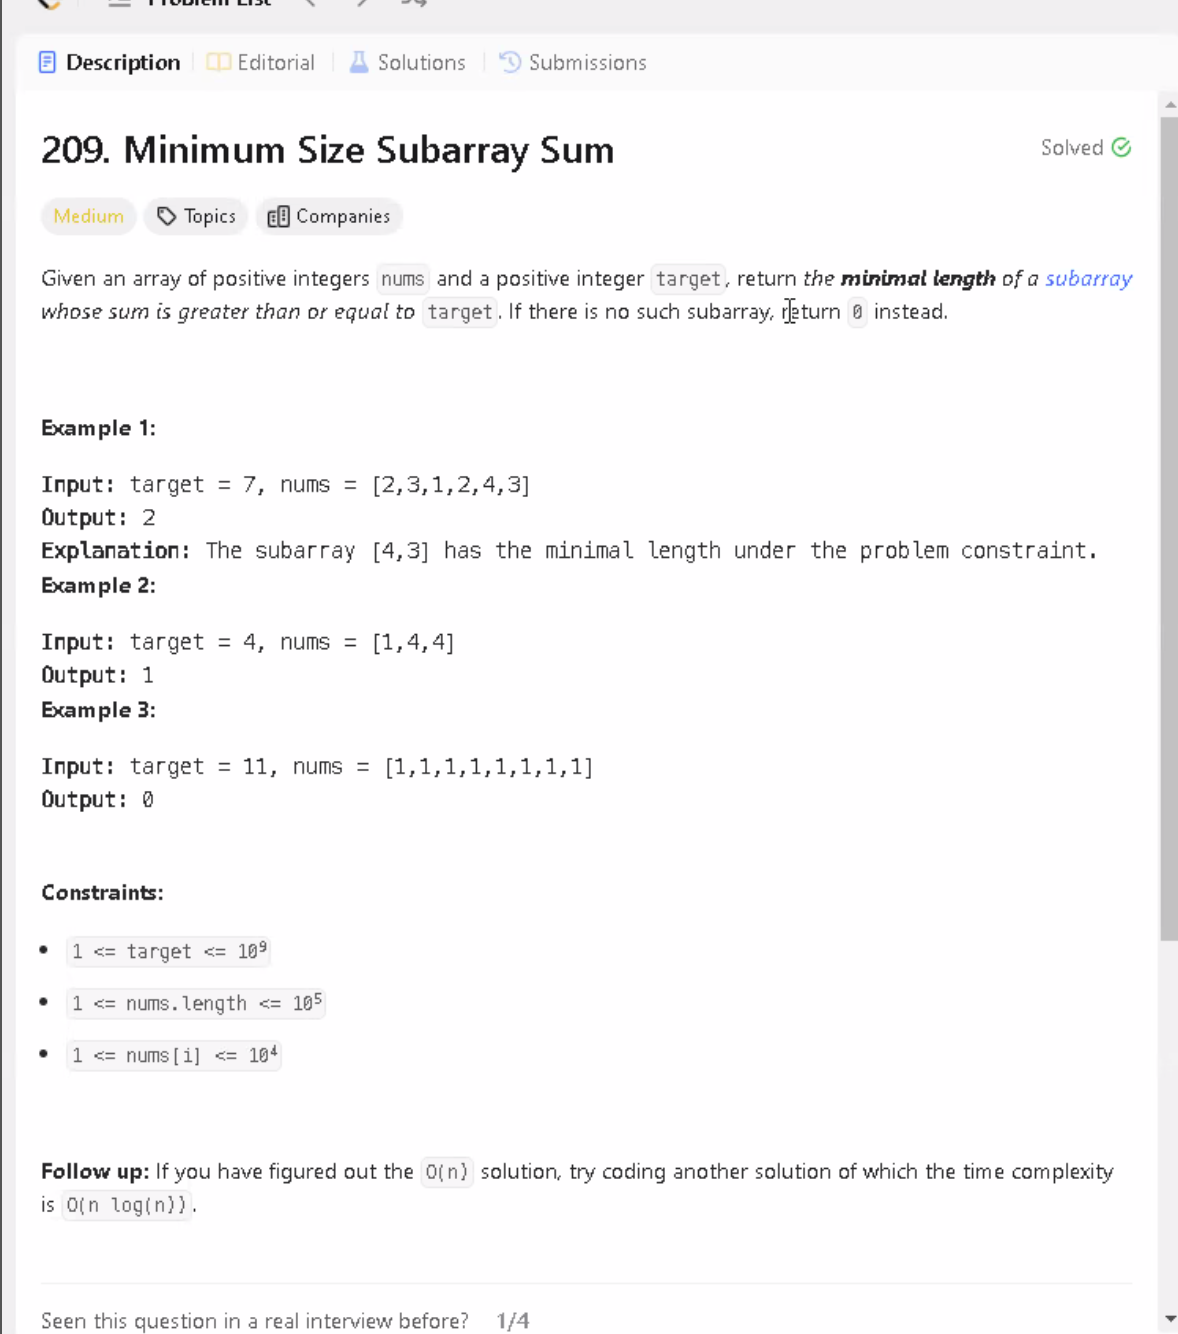 Problem List
Description
Editorial
Solutions
Submissions
209. Minimum Size Subarray Sum
Solved
Medium
Topics
Companies
Given an array of positive integers nums and a positive integer target, return the minimal length of a subarray
whose sum is greater than or equal to target. If there is no such subarray, return 0 instead.
Example 1:
Input: target = 7, nums = [2,3,1,2,4,3]
Output: 2
Explanation: The subarray [4,3] has the minimal length under the problem constraint.
Example 2:
Input: target = 4, nums = [1,4,4]
Output: 1
Example 3:
Input: target = 11, nums = [1,1,1,1,1,1,1,1]
Output: 0
Constraints:
• 1 <= target <= 10⁹
• 1 <= nums.length <= 10⁵
• 1 <= nums[i] <= 10⁴
Follow up: If you have figured out the O(n) solution, try coding another solution of which the time complexity
is O(n log(n)).
Seen this question in a real interview before? 1/4